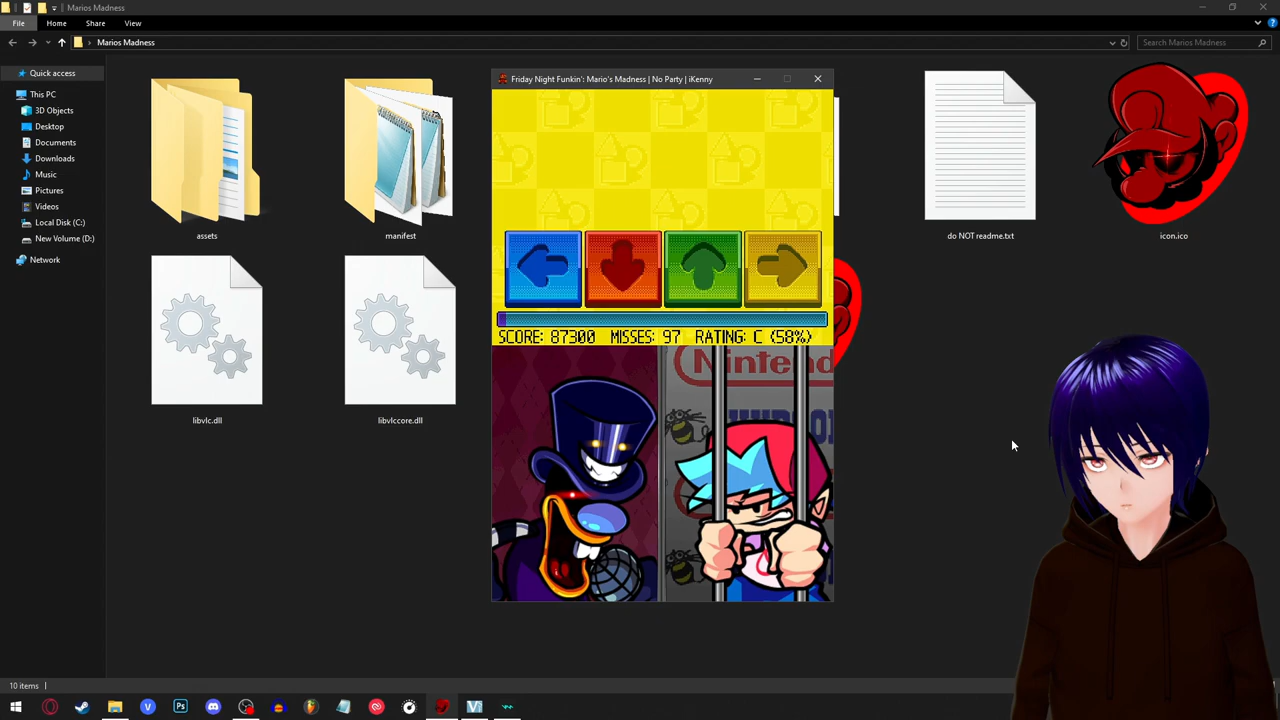 Marios Madness
File
Home
Share
View
Marios Madness
Search Marios Madness
Quick access
This PC
3D Objects
Desktop
Documents
Downloads
Music
Pictures
Videos
Local Disk (C:)
New Volume (D:)
Network
assets
manifest
do NOT readme.txt
icon.ico
libvlc.dll
libvlccore.dll
Friday Night Funkin': Mario's Madness | No Party | iKenny
SCORE: 87300 MISSES: 97 RATING: C (58%)
Nintendo
HUDSON
10 items
Ps